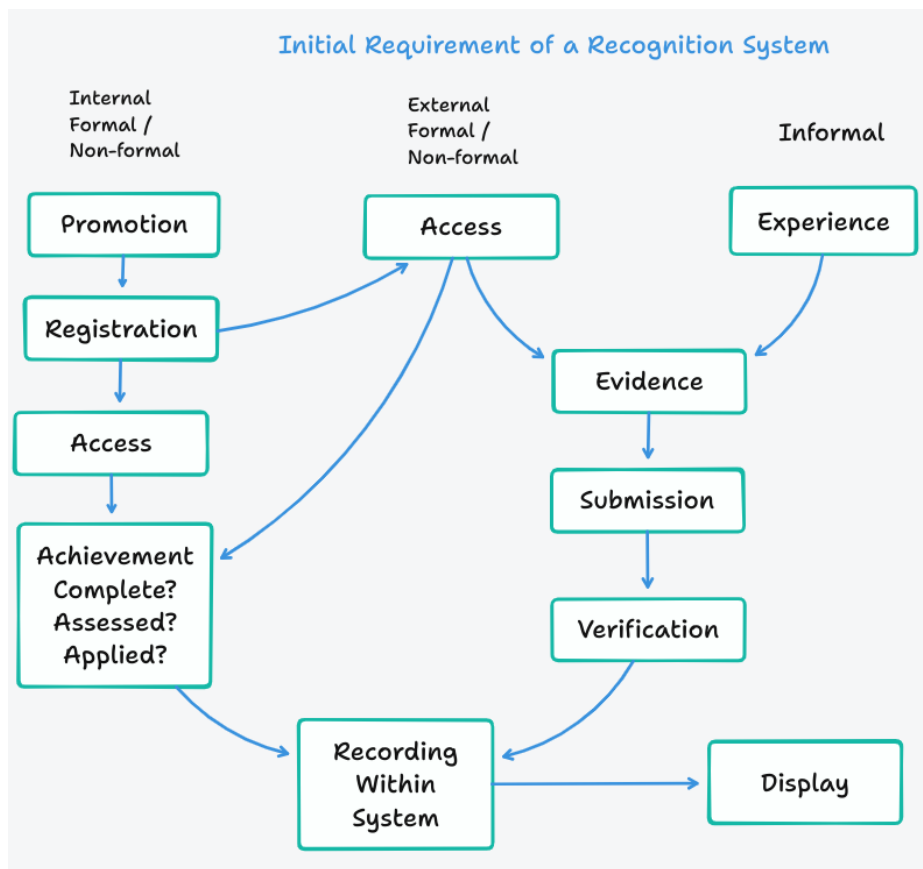 Initial Requirement of a Recognition System
Internal
Formal /
Non-formal
External
Formal /
Non-formal
Informal
Promotion
Access
Experience
Registration
Evidence
Access
Submission
Achievement
Complete?
Assessed?
Applied?
Verification
Recording
Within
System
Display